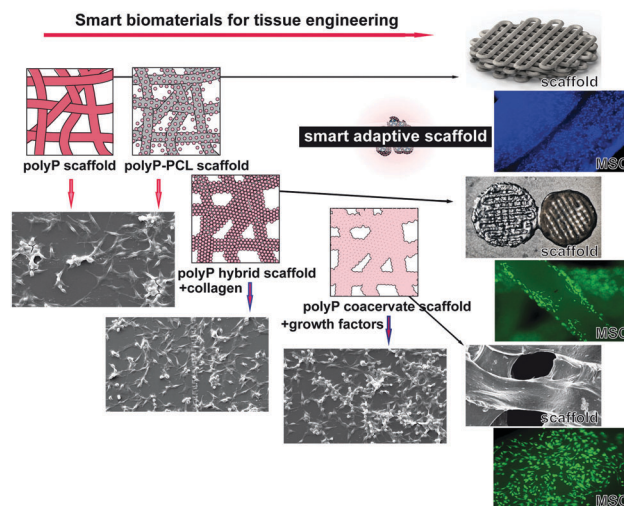 Smart biomaterials for tissue engineering
scaffold
polyP scaffold
polyP-PCL scaffold
smart adaptive scaffold
MSC
scaffold
polyP hybrid scaffold
+collagen
polyP coacervate scaffold
+growth factors
MSC
scaffold
MSC